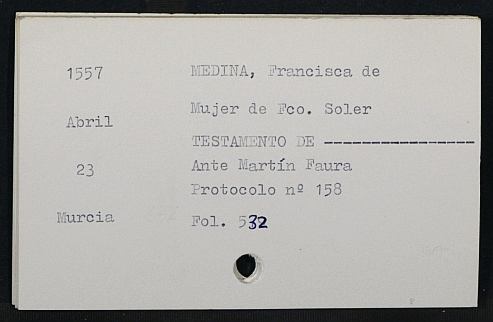 1557
MEDINA, Francisca de
Mujer de Fco. Soler
Abril
TESTAMENTO DE ----------------
23
Ante Martín Faura
Protocolo nº 158
Murcia
Fol. 532